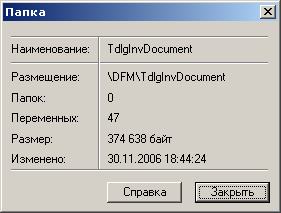 Папка
Наименование: TdlgInvDocument
Размещение: \DFM\TdlgInvDocument
Папок: 0
Переменных: 47
Размер: 374 638 байт
Изменено: 30.11.2006 18:44:24
Справка Закрыть